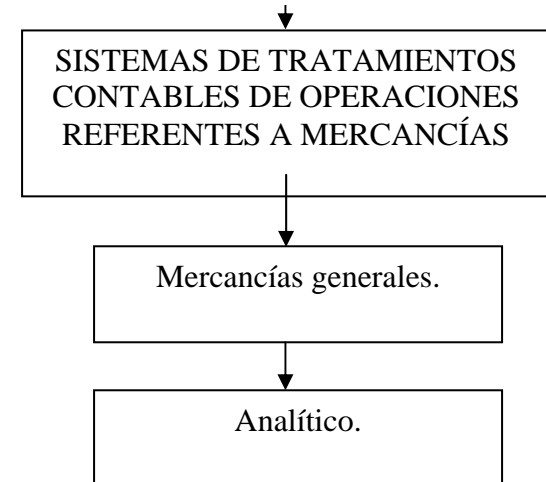 SISTEMAS DE TRATAMIENTOS
CONTABLES DE OPERACIONES
REFERENTES A MERCANCÍAS
Mercancías generales.
Analítico.